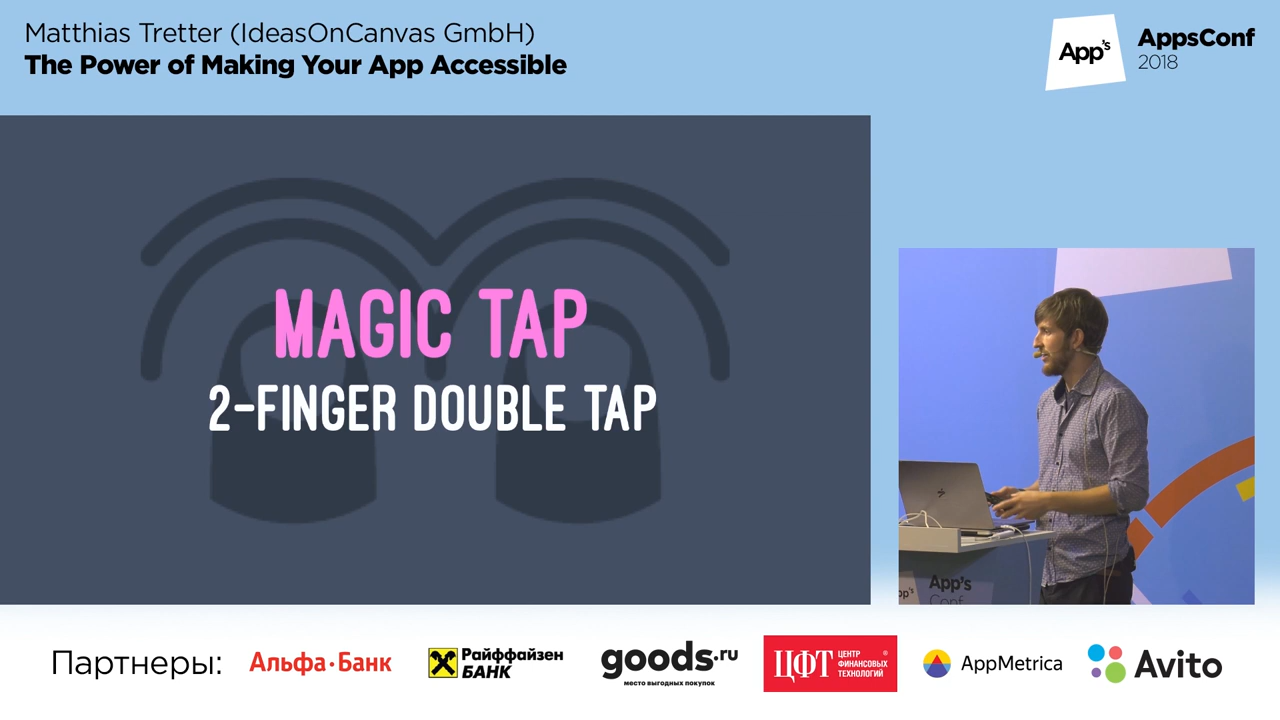 Matthias Tretter (IdeasOnCanvas GmbH)
The Power of Making Your App Accessible
App's
AppsConf
2018
MAGIC TAP
2-FINGER DOUBLE TAP
App's
Conf
Партнеры:
Альфа·Банк
Райффайзен
БАНК
goods.ru
место выгодных покупок
ЦФТ
ЦЕНТР
ФИНАНСОВЫХ
ТЕХНОЛОГИЙ
®
AppMetrica
Avito